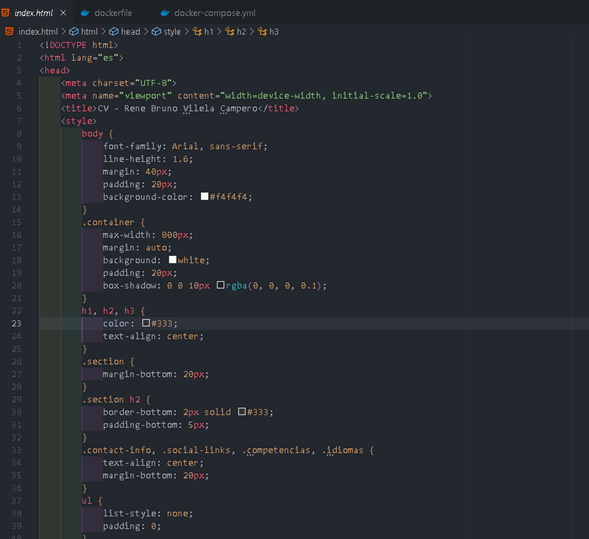 index.html × dockerfile docker-compose.yml
index.html > html > head > style > h1 > h2 > h3
1 <!DOCTYPE html>
2 <html lang="es">
3 <head>
4 <meta charset="UTF-8">
5 <meta name="viewport" content="width=device-width, initial-scale=1.0">
6 <title>CV - Rene Bruno Vilela Campero</title>
7 <style>
8 body {
9 font-family: Arial, sans-serif;
10 line-height: 1.6;
11 margin: 40px;
12 padding: 20px;
13 background-color: #f4f4f4;
14 }
15 .container {
16 max-width: 800px;
17 margin: auto;
18 background: white;
19 padding: 20px;
20 box-shadow: 0 0 10px rgba(0, 0, 0, 0.1);
21 }
22 h1, h2, h3 {
23 color: #333;
24 text-align: center;
25 }
26 .section {
27 margin-bottom: 20px;
28 }
29 .section h2 {
30 border-bottom: 2px solid #333;
31 padding-bottom: 5px;
32 }
33 .contact-info, .social-links, .competencias, .idiomas {
34 text-align: center;
35 margin-bottom: 20px;
36 }
37 ul {
38 list-style: none;
39 padding: 0;